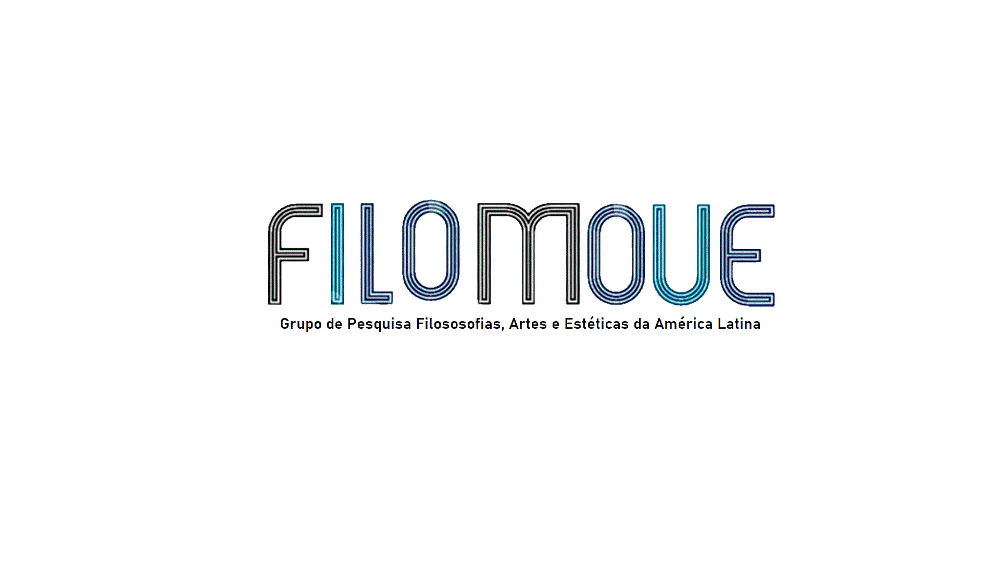 FILOMOVE
Grupo de Pesquisa Filososofias, Artes e Estéticas da América Latina